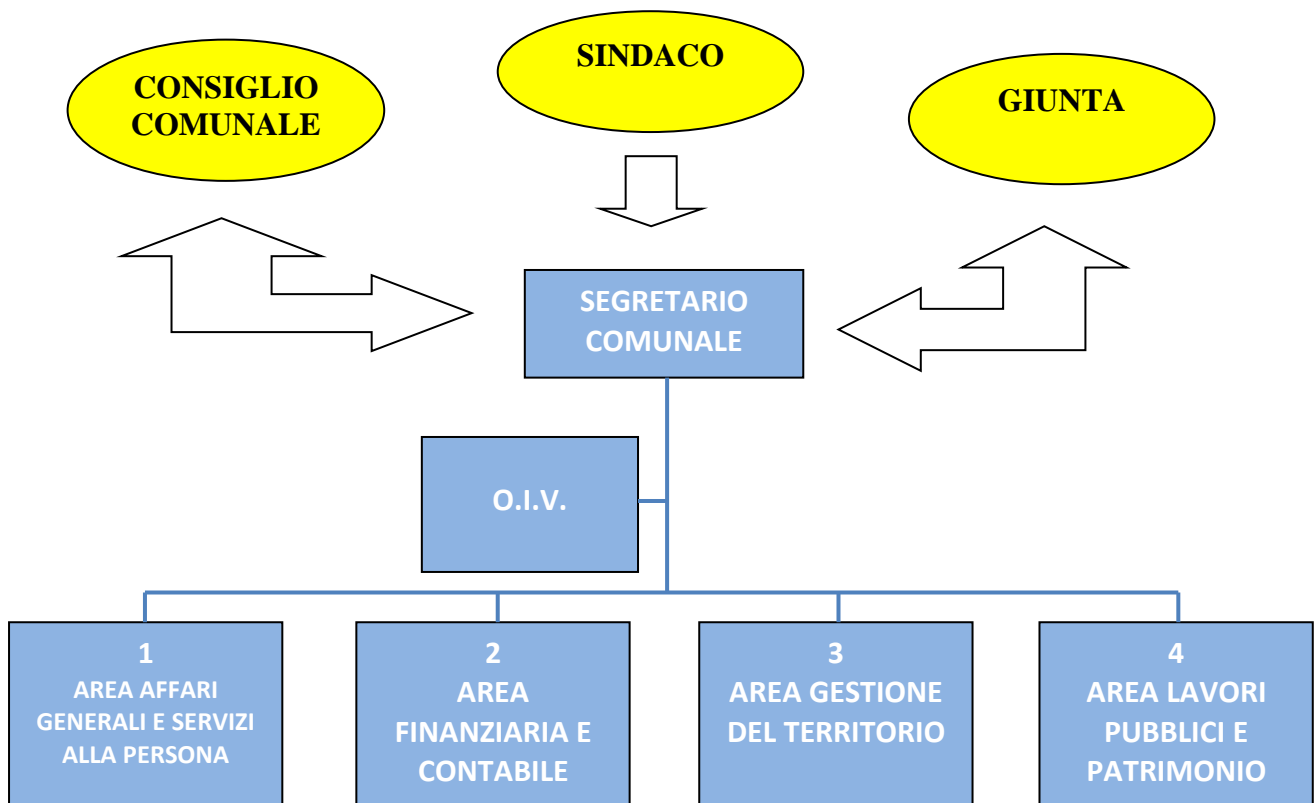 CONSIGLIO
COMUNALE
SINDACO
GIUNTA
SEGRETARIO
COMUNALE
O.I.V.
1
AREA AFFARI
GENERALI E SERVIZI
ALLA PERSONA
2
AREA
FINANZIARIA E
CONTABILE
3
AREA GESTIONE
DEL TERRITORIO
4
AREA LAVORI
PUBBLICI E
PATRIMONIO